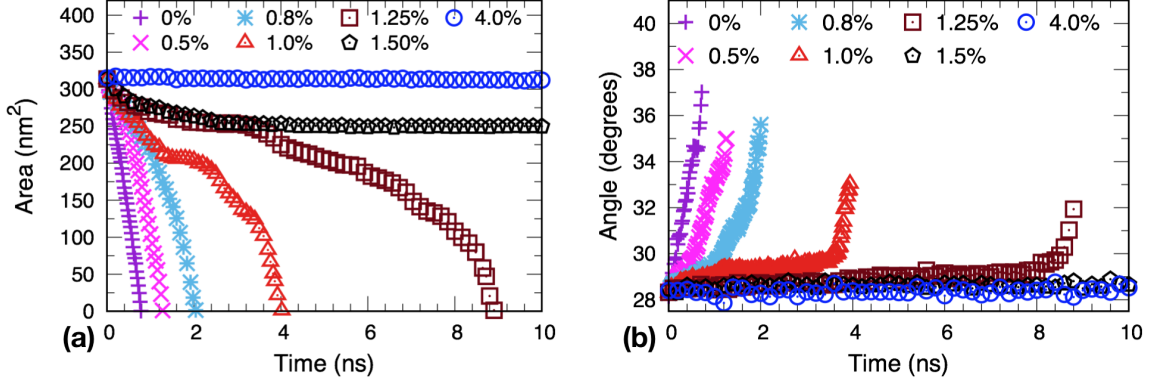 400
350
300
250
200
150
100
50
0
Area (nm²)
0% 0.8% 1.25% 4.0%
0.5% 1.0% 1.50%
0 2 4 6 8 10
Time (ns)
(a)
40
38
36
34
32
30
28
Angle (degrees)
0% 0.8% 1.25% 4.0%
0.5% 1.0% 1.5%
0 2 4 6 8 10
Time (ns)
(b)